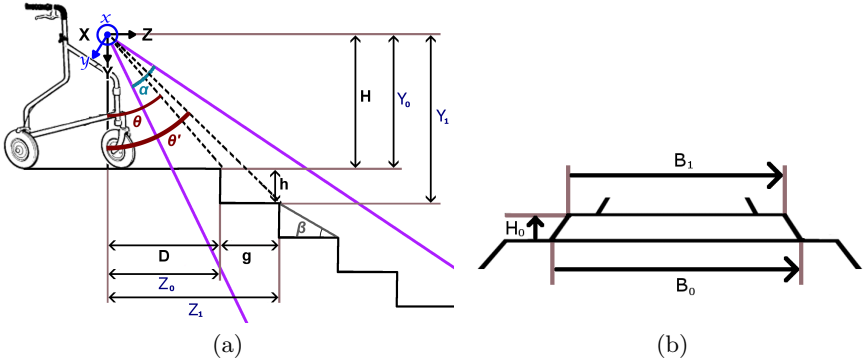 x
X Z
y
Y
α
H Y₀ Y₁
θ
θ'
h
β
D g
Z₀
Z₁
(a)
B₁
H₀
B₀
(b)